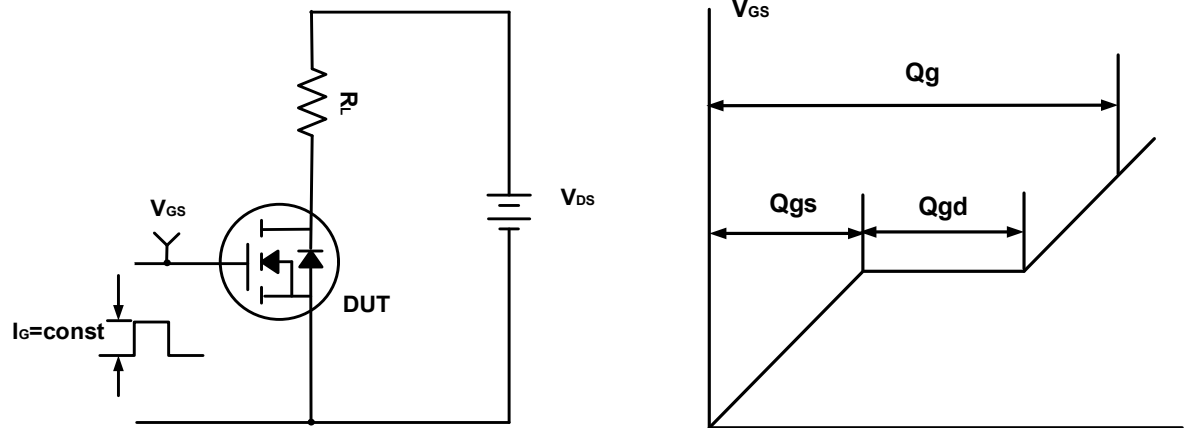 RL
VGS
VDS
DUT
IG=const
VGS
Qg
Qgs
Qgd